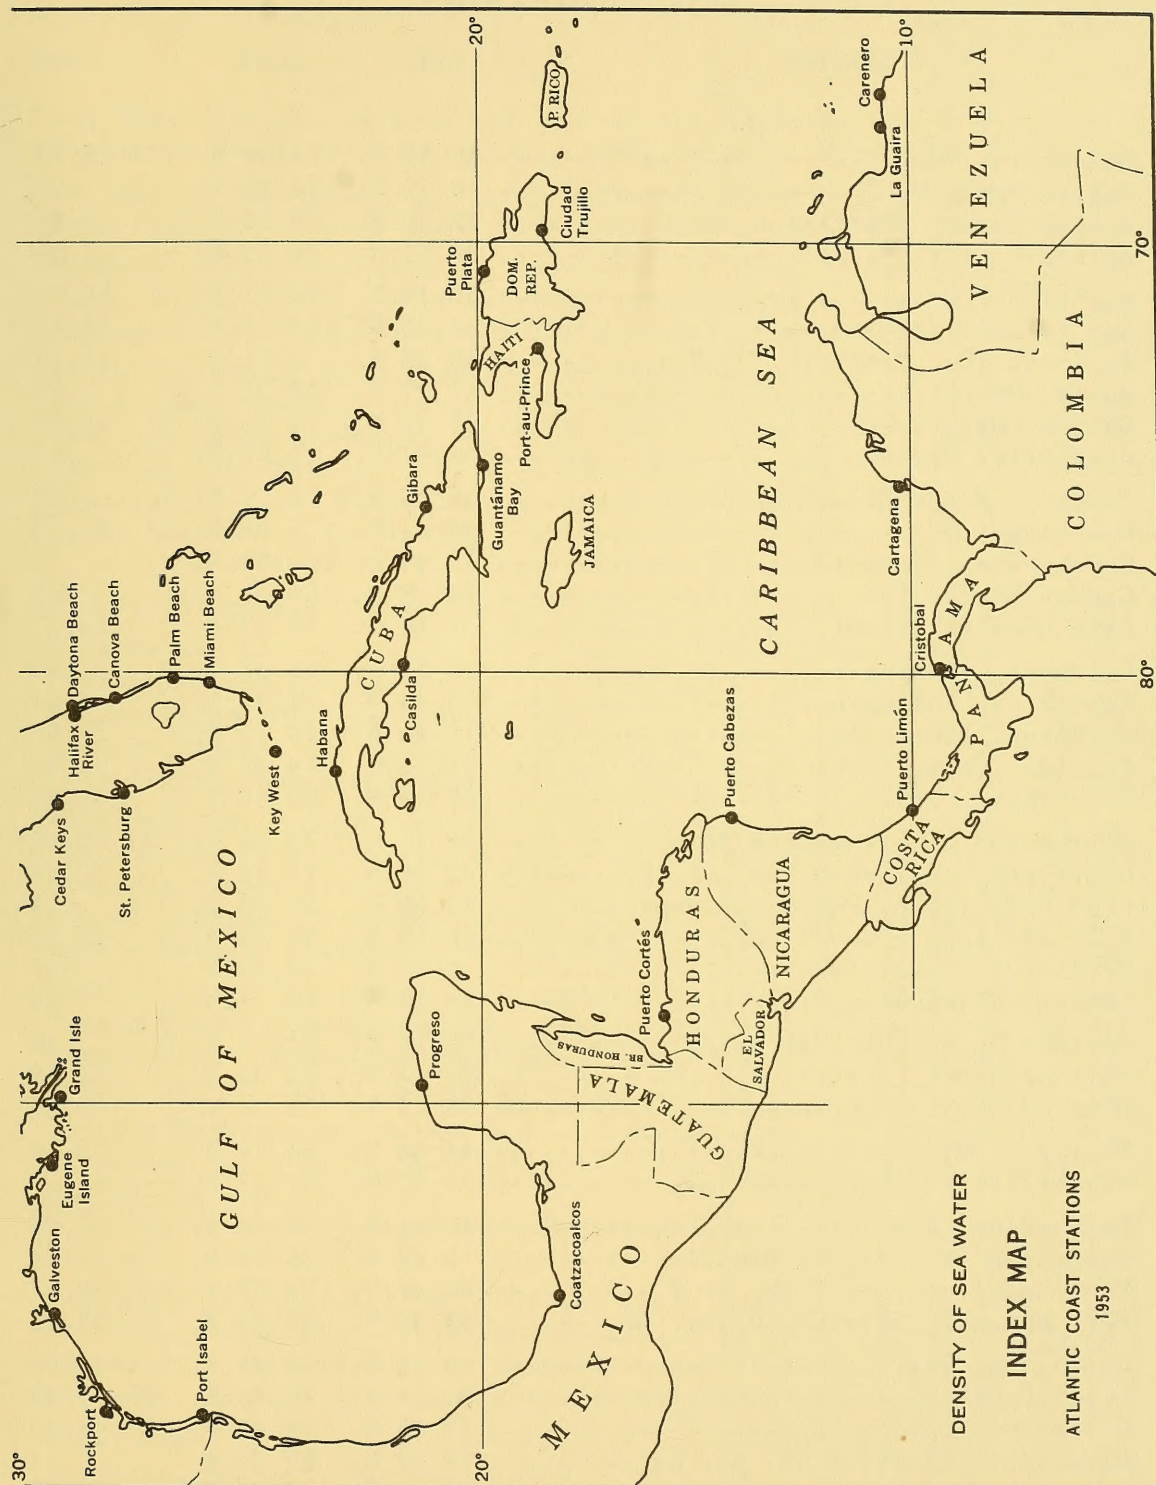 30°
20°
20°
10°
70°
80°
Rockport
Port Isabel
Galveston
Eugene
Island
Grand Isle
Cedar Keys
St. Petersburg
Halifax
River
Daytona Beach
Canova Beach
Palm Beach
Miami Beach
Key West
GULF OF MEXICO
Habana
CUBA
Casilda
Gibara
Guantánamo
Bay
JAMAICA
HAITI
Port-au-Prince
Puerto
Plata
DOM.
REP.
Ciudad
Trujillo
P. RICO
Progreso
Coatzacoalcos
MEXICO
GUATEMALA
BR. HONDURAS
Puerto Cortés
HONDURAS
EL
SALVADOR
NICARAGUA
Puerto Cabezas
CARIBBEAN SEA
COSTA
RICA
Puerto Limón
PANAMA
Cristobal
Cartagena
COLOMBIA
La Guaira
Carenero
VENEZUELA
DENSITY OF SEA WATER
INDEX MAP
ATLANTIC COAST STATIONS
1953